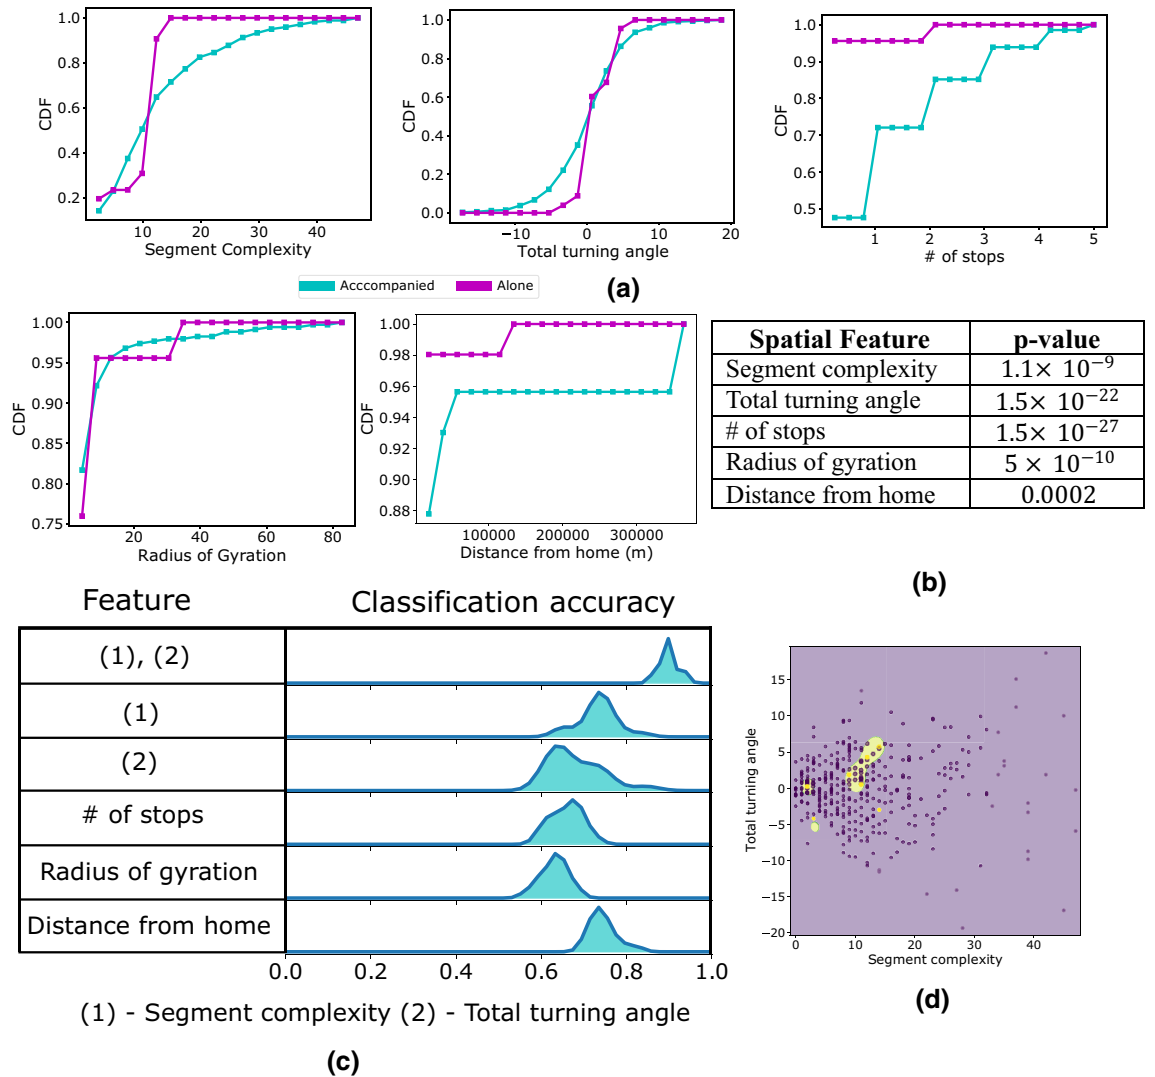 1.0
0.8
0.6
0.4
0.2
CDF
10 20 30 40
Segment Complexity
1.0
0.8
0.6
0.4
0.2
0.0
CDF
−10 0 10 20
Total turning angle
1.0
0.9
0.8
0.7
0.6
0.5
CDF
1 2 3 4 5
# of stops
Acccompanied Alone
(a)
1.00
0.95
0.90
0.85
0.80
0.75
CDF
20 40 60 80
Radius of Gyration
1.00
0.98
0.96
0.94
0.92
0.90
0.88
CDF
100000 200000 300000
Distance from home (m)
Spatial Feature p-value
Segment complexity 1.1× 10⁻⁹
Total turning angle 1.5× 10⁻²²
# of stops 1.5× 10⁻²⁷
Radius of gyration 5 × 10⁻¹⁰
Distance from home 0.0002
(b)
Feature Classification accuracy
(1), (2)
(1)
(2)
# of stops
Radius of gyration
Distance from home
0.0 0.2 0.4 0.6 0.8 1.0
(1) - Segment complexity (2) - Total turning angle
(c)
15
10
5
0
−5
−10
−15
−20
Total turning angle
0 10 20 30 40
Segment complexity
(d)